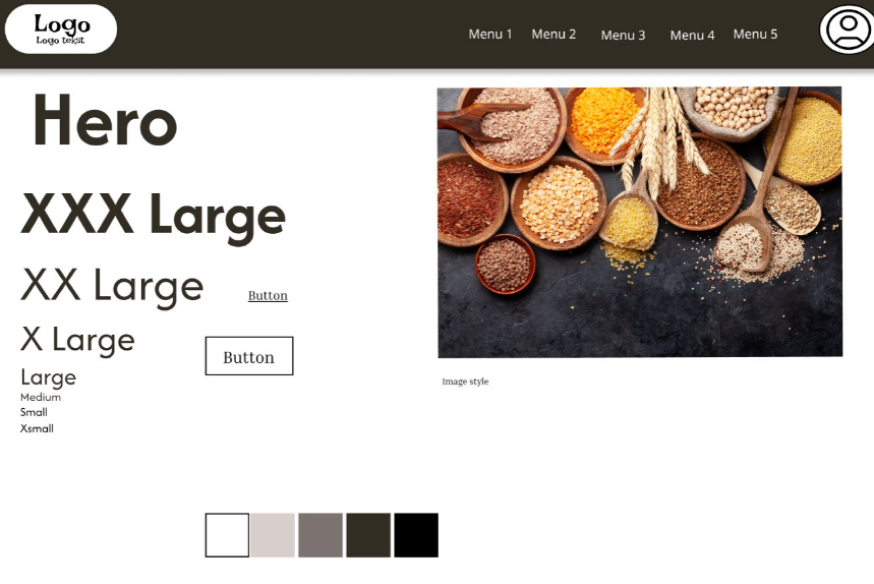 Logo
Logo tekst
Menu 1
Menu 2
Menu 3
Menu 4
Menu 5
Hero
XXX Large
XX Large
Button
X Large
Button
Large
Medium
Small
Xsmall
Image style